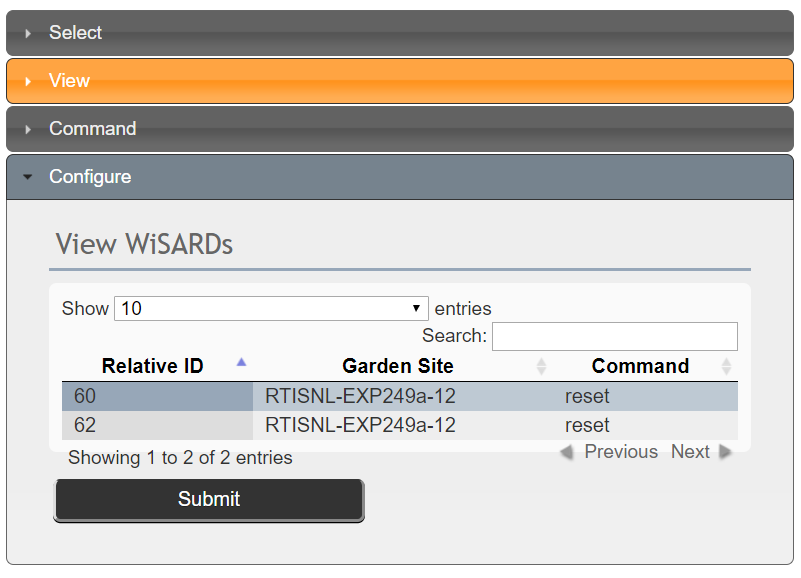 Select
View
Command
Configure
View WiSARDs
Show 10 entries
Search:
Relative ID Garden Site Command
60 RTISNL-EXP249a-12 reset
62 RTISNL-EXP249a-12 reset
Showing 1 to 2 of 2 entries Previous Next
Submit